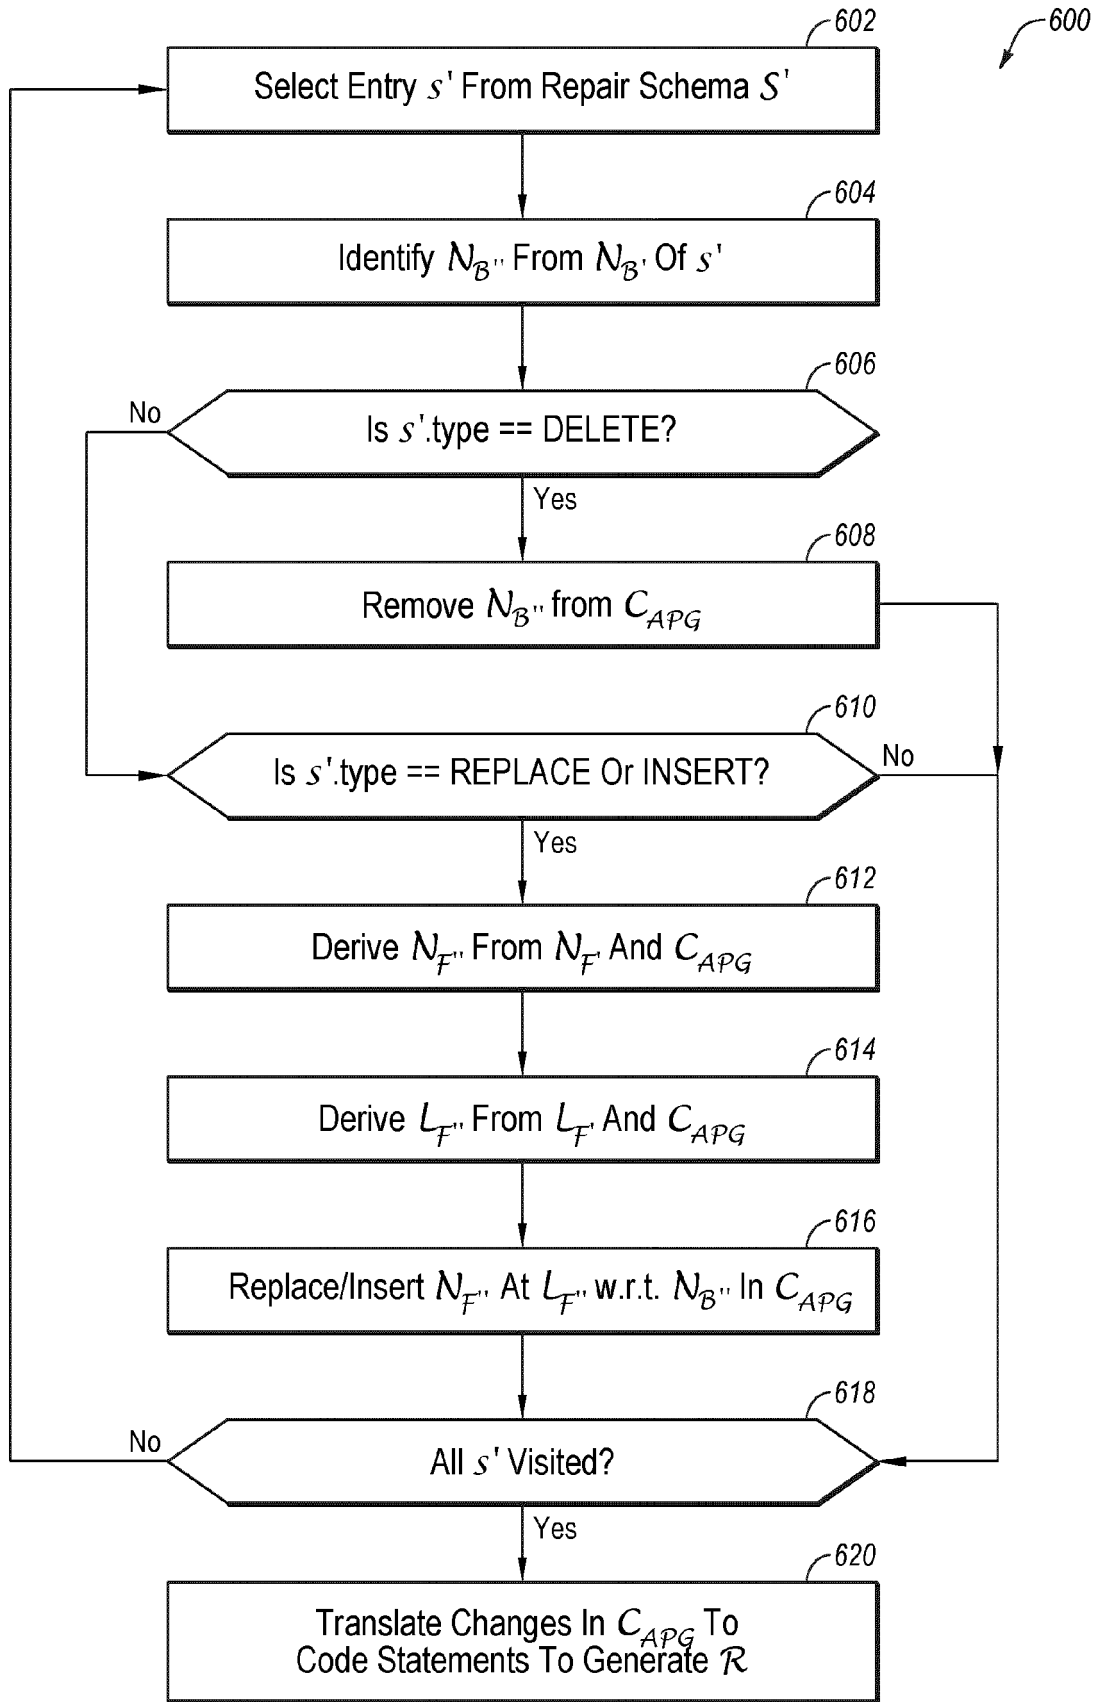 600
602
Select Entry s' From Repair Schema S'
604
Identify N_B'' From N_B' Of s'
606
Is s'.type == DELETE?
No
Yes
608
Remove N_B'' from C_APG
610
Is s'.type == REPLACE Or INSERT?
No
Yes
612
Derive N_F'' From N_F' And C_APG
614
Derive L_F'' From L_F' And C_APG
616
Replace/Insert N_F'' At L_F'' w.r.t. N_B'' In C_APG
618
All s' Visited?
No
Yes
620
Translate Changes In C_APG To
Code Statements To Generate R